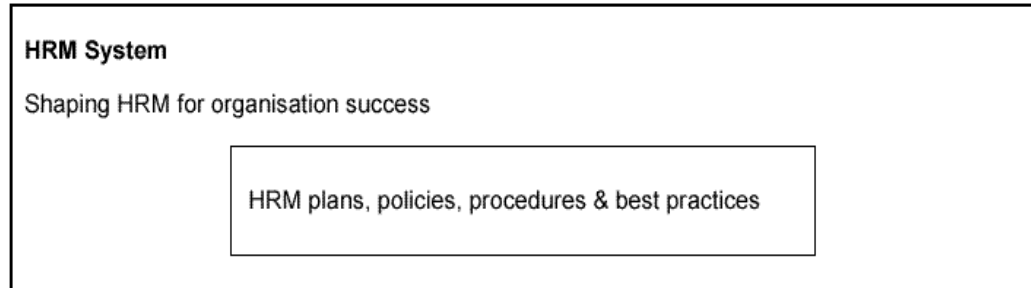 HRM System
Shaping HRM for organisation success
HRM plans, policies, procedures & best practices